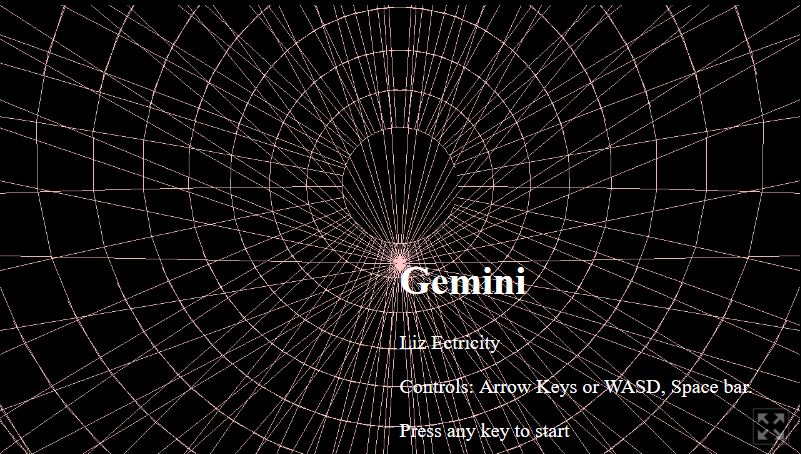 Gemini
Liz Ectricity
Controls: Arrow Keys or WASD, Space bar.
Press any key to start